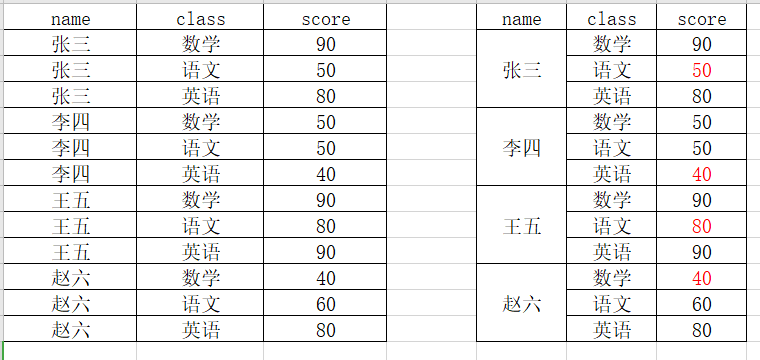 name class score name class score
数学 90
张三 数学 90
张三 语文 50 张三 语文 50
张三 英语 80 英语 80
李四 数学 50 数学 50
李四 语文 50 李四 语文 50
李四 英语 40 英语 40
王五 数学 90 数学 90
王五 语文 80 王五 语文 80
王五 英语 90 英语 90
赵六 数学 40 数学 40
赵六 语文 60 赵六 语文 60
赵六 英语 80 英语 80